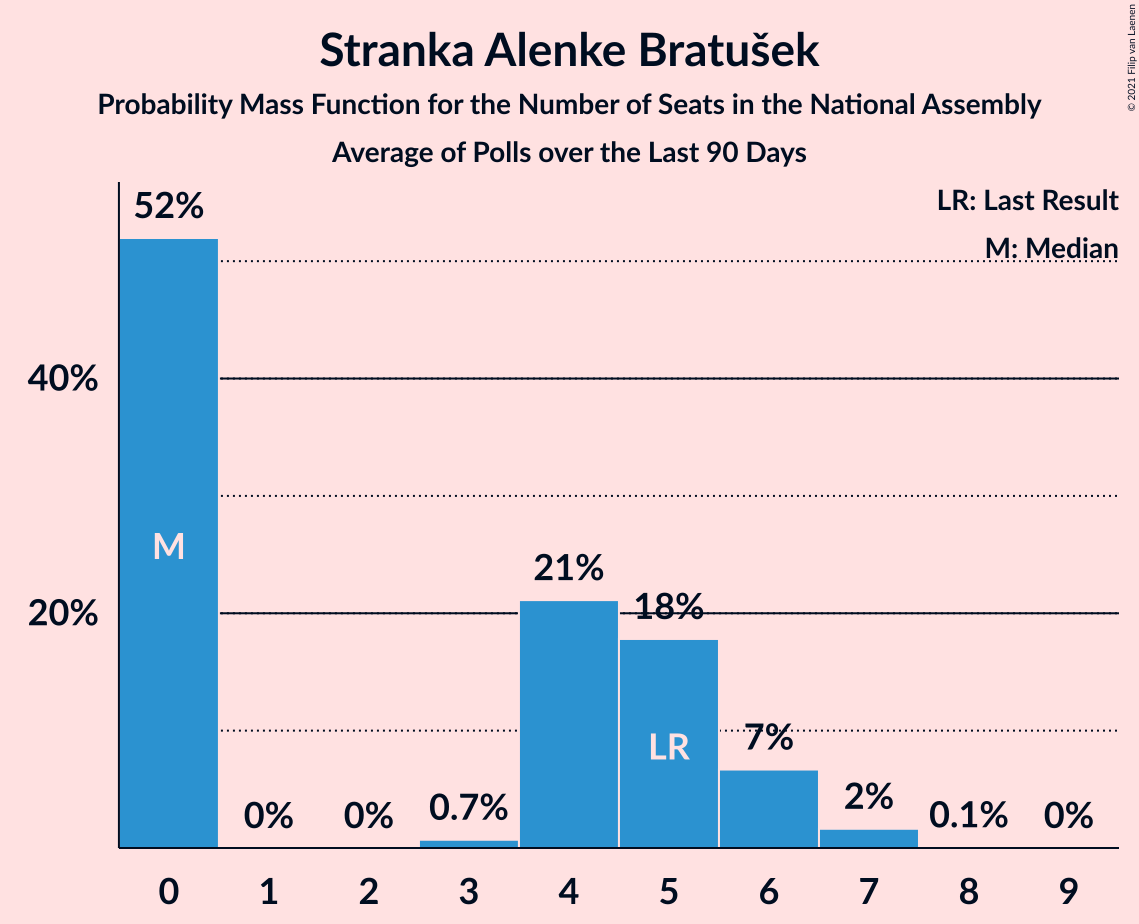 Stranka Alenke Bratušek
Probability Mass Function for the Number of Seats in the National Assembly
Average of Polls over the Last 90 Days
© 2021 Filip van Laenen
LR: Last Result
M: Median
52%
40%
M
21%
18%
20%
LR
7%
0% 0% 0.7% 2% 0.1% 0%
0 1 2 3 4 5 6 7 8 9